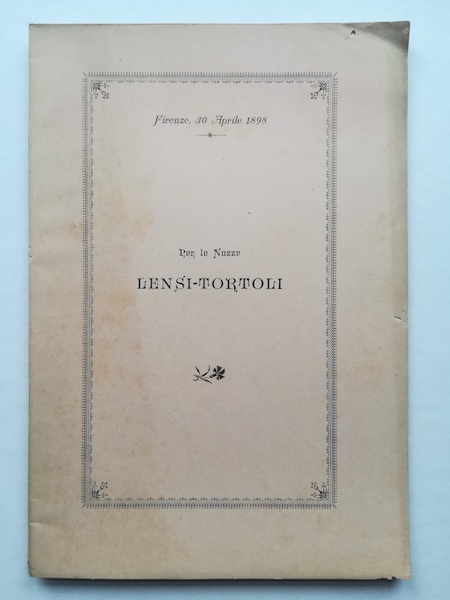 Firenze, 30 Aprile 1898
Per le Nozze
LENSI-TORTOLI